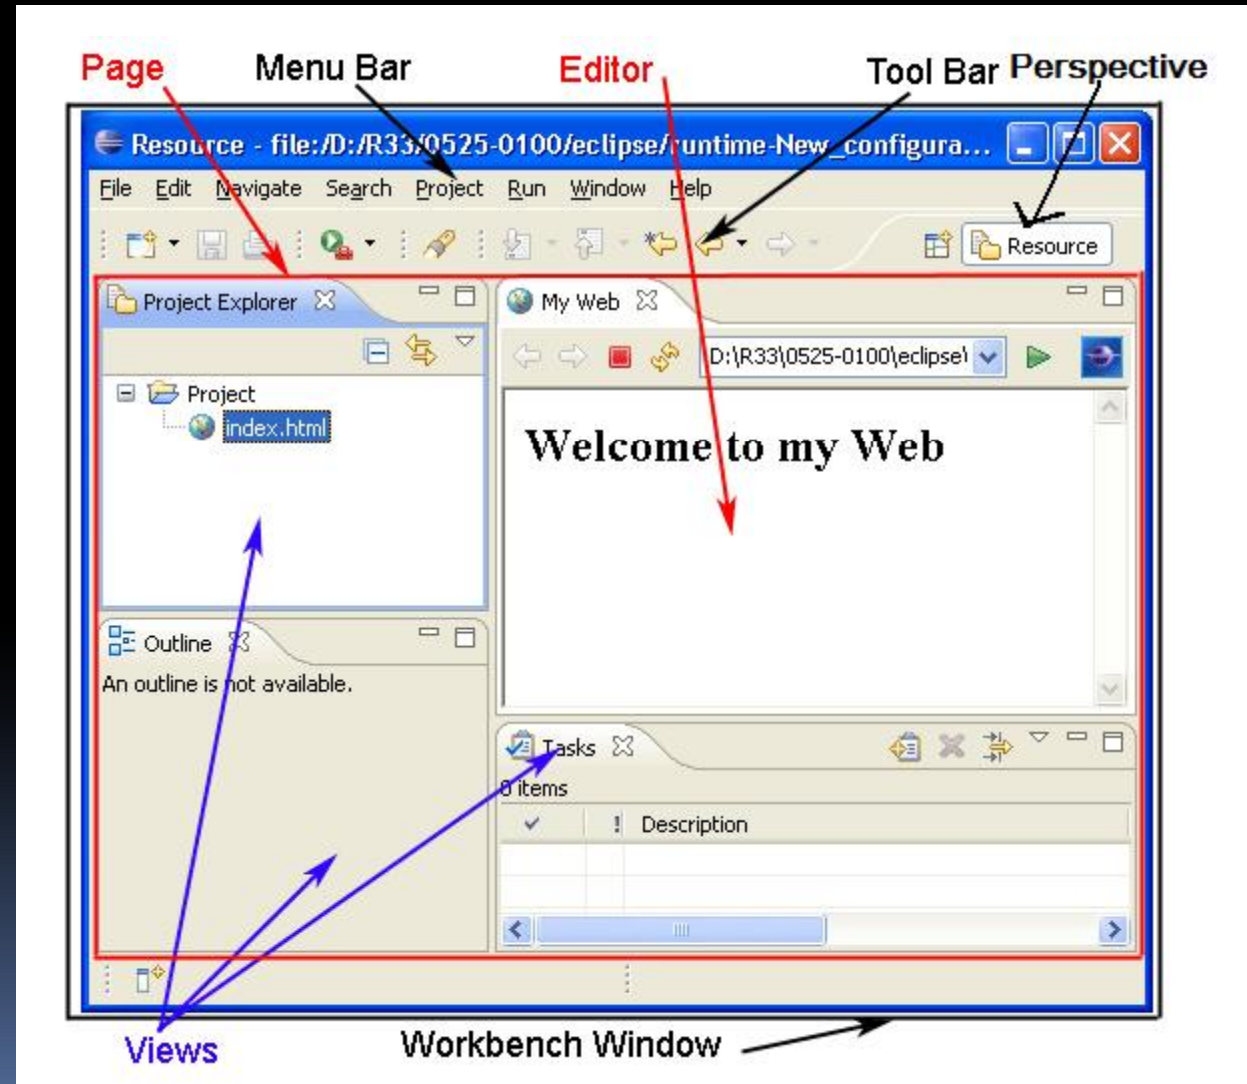 Page Menu Bar Editor Tool Bar Perspective
Resource - file:/D:/R33/0525-0100/eclipse/runtime-New_configura...
File Edit Navigate Search Project Run Window Help
Resource
Project Explorer
Project
index.html
My Web
D:\R33\0525-0100\eclipse\
Welcome to my Web
Outline
An outline is not available.
Tasks
0 items
! Description
Views
Workbench Window